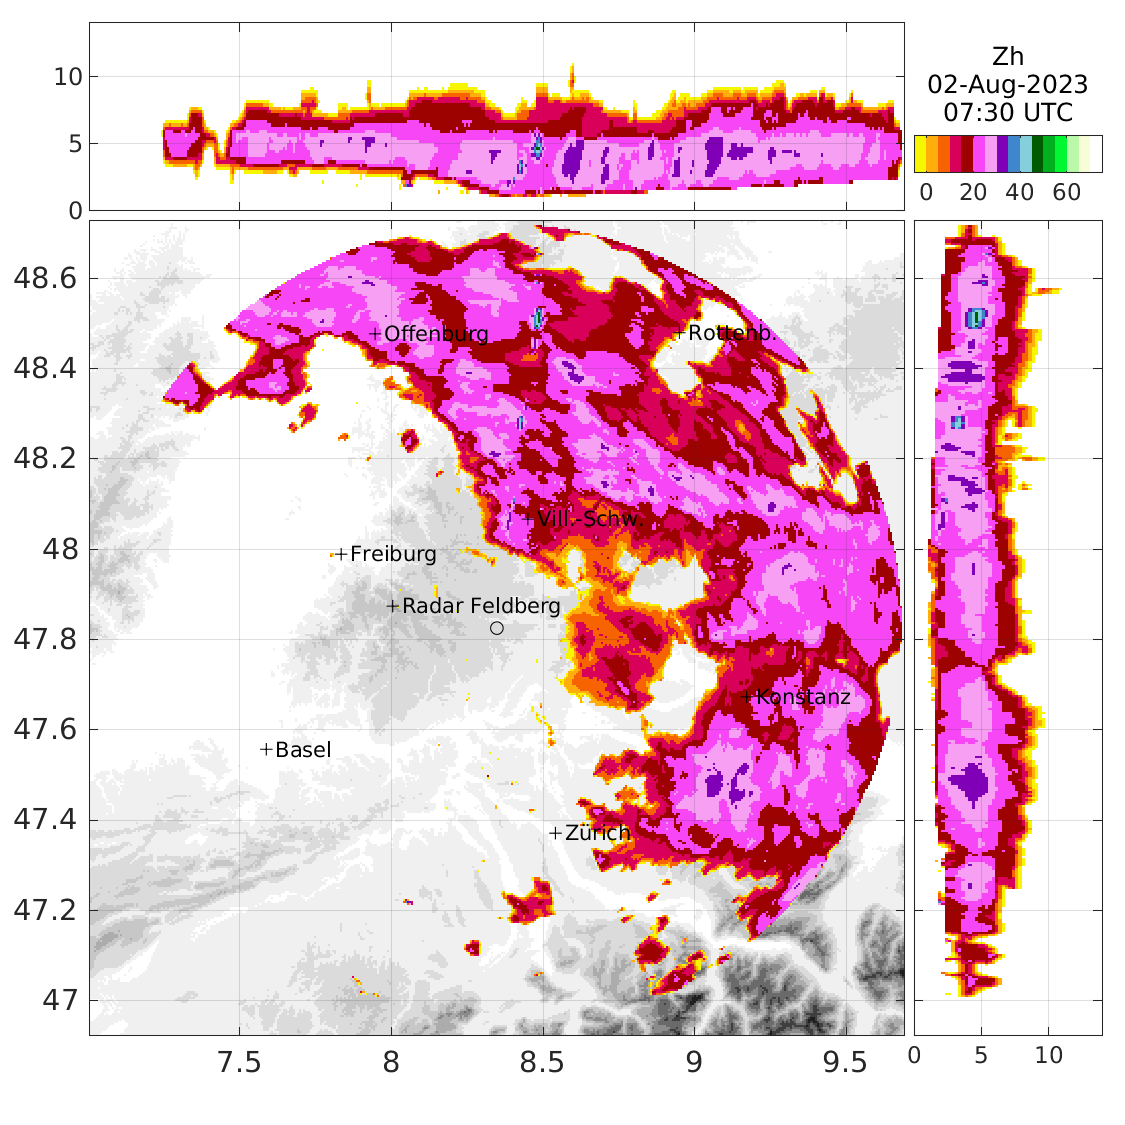 10
5
0
Zh
02-Aug-2023
07:30 UTC
0 20 40 60
48.6
48.4
48.2
48
47.8
47.6
47.4
47.2
47
Offenburg
Rottenb.
Vill.-Schw.
Freiburg
Radar Feldberg
Konstanz
Basel
Zürich
7.5 8 8.5 9 9.5
0 5 10